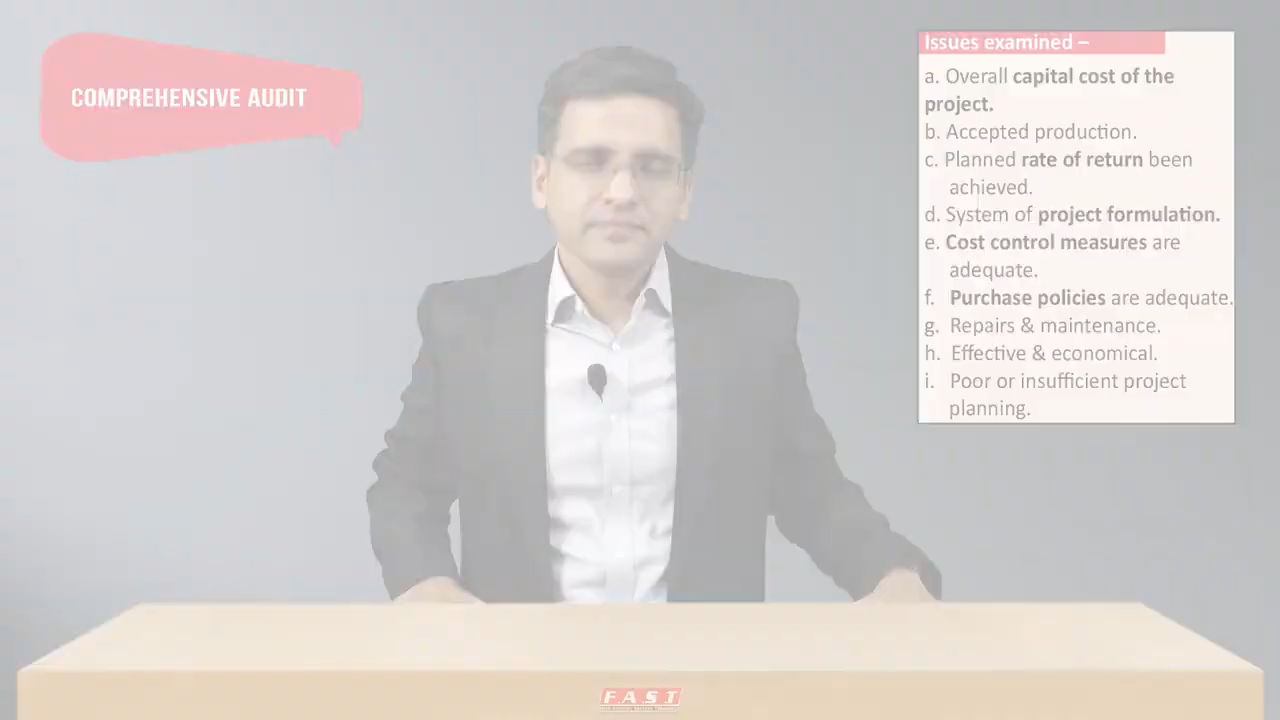 COMPREHENSIVE AUDIT
Issues examined –
a. Overall capital cost of the
project.
b. Accepted production.
c. Planned rate of return been
achieved.
d. System of project formulation.
e. Cost control measures are
adequate.
f. Purchase policies are adequate.
g. Repairs & maintenance.
h. Effective & economical.
i. Poor or insufficient project
planning.
FAST